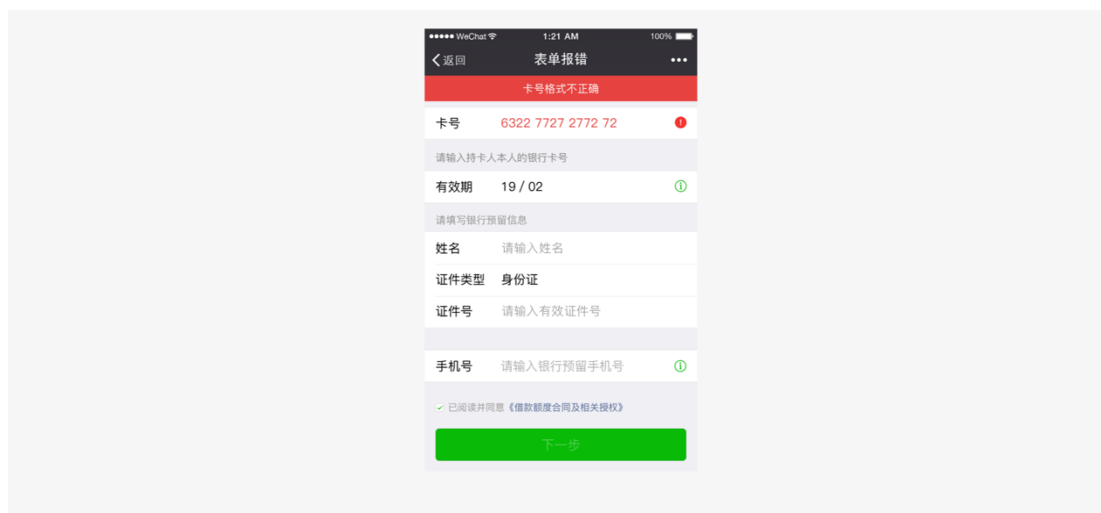 ●●●●● WeChat 1:21 AM 100%
返回 表单报错 •••
卡号格式不正确
卡号 6322 7727 2772 72
请输入持卡人本人的银行卡号
有效期 19 / 02
请填写银行预留信息
姓名 请输入姓名
证件类型 身份证
证件号 请输入有效证件号
手机号 请输入银行预留手机号
已阅读并同意《借款额度合同及相关授权》
下一步